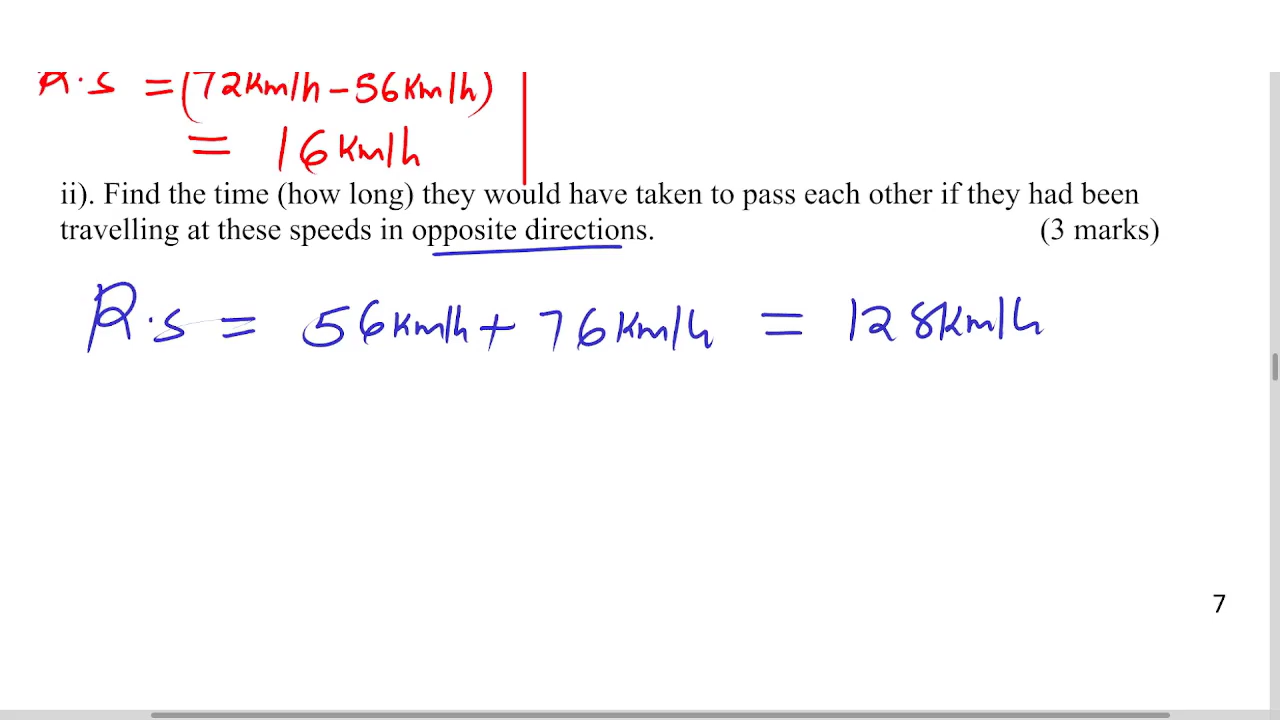 R.S = (72Km/h - 56Km/h)
= 16Km/h
ii). Find the time (how long) they would have taken to pass each other if they had been
travelling at these speeds in opposite directions. (3 marks)
R.S = 56Km/h + 76Km/h = 128Km/h
7